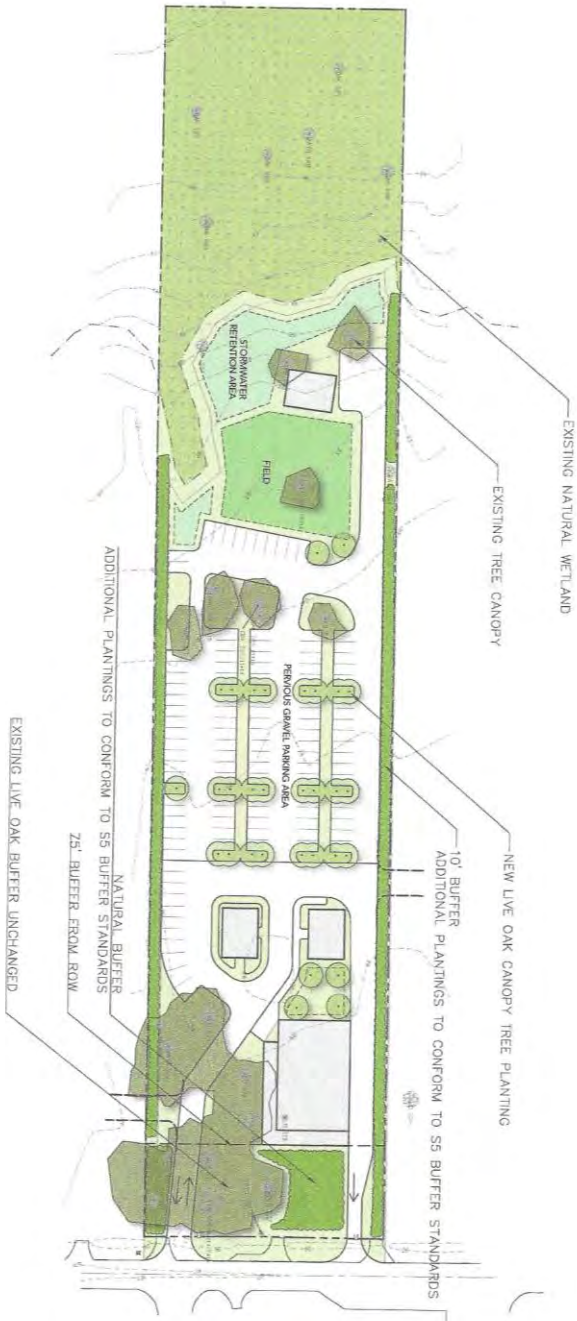 EXISTING NATURAL WETLAND
EXISTING TREE CANOPY
NEW LIVE OAK CANOPY TREE PLANTING
10' BUFFER
ADDITIONAL PLANTINGS TO CONFORM TO S5 BUFFER STANDARDS
STORMWATER
RETENTION AREA
FIELD
PERVIOUS GRAVEL PARKING AREA
NATURAL BUFFER
ADDITIONAL PLANTINGS TO CONFORM TO S5 BUFFER STANDARDS
75' BUFFER FROM ROW
EXISTING LIVE OAK BUFFER UNCHANGED